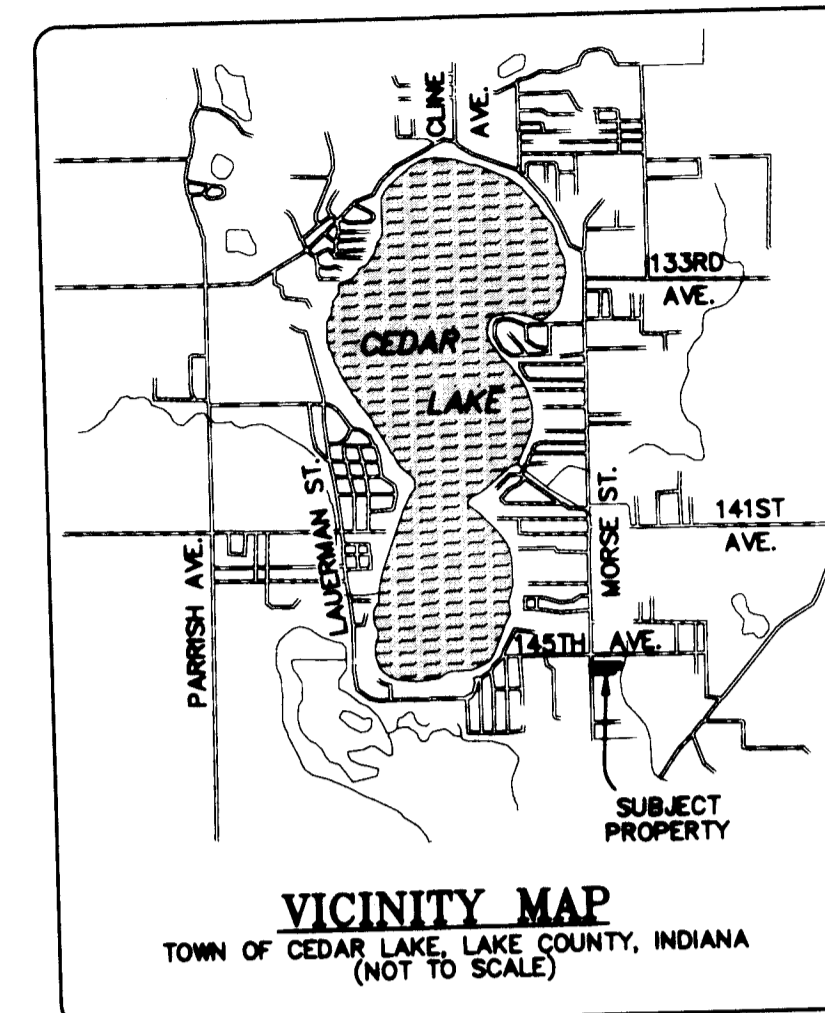 CLINE
AVE.
133RD
AVE.
CEDAR
LAKE
LAUERMAN ST.
MORSE ST.
141ST
AVE.
PARRISH AVE.
145TH AVE.
SUBJECT
PROPERTY
VICINITY MAP
TOWN OF CEDAR LAKE, LAKE COUNTY, INDIANA
(NOT TO SCALE)